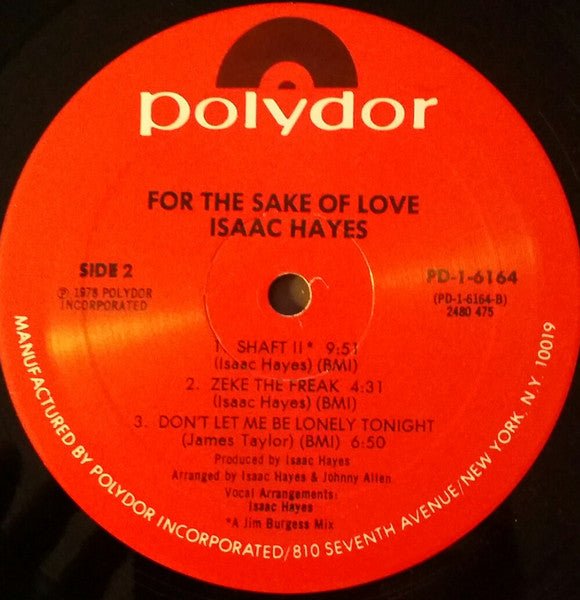 polydor
FOR THE SAKE OF LOVE
ISAAC HAYES
SIDE 2
℗ 1978 POLYDOR
INCORPORATED
PD-1-6164
(PD-1-6164-B)
2480 475
1. SHAFT II* 9:51
(Isaac Hayes) (BMI)
2. ZEKE THE FREAK 4:31
(Isaac Hayes) (BMI)
3. DON'T LET ME BE LONELY TONIGHT
(James Taylor) (BMI) 6:50
Produced by Isaac Hayes
Arranged by Isaac Hayes & Johnny Allen
Vocal Arrangements:
Isaac Hayes
*A Jim Burgess Mix
MANUFACTURED BY POLYDOR INCORPORATED/810 SEVENTH AVENUE/NEW YORK, N.Y. 10019